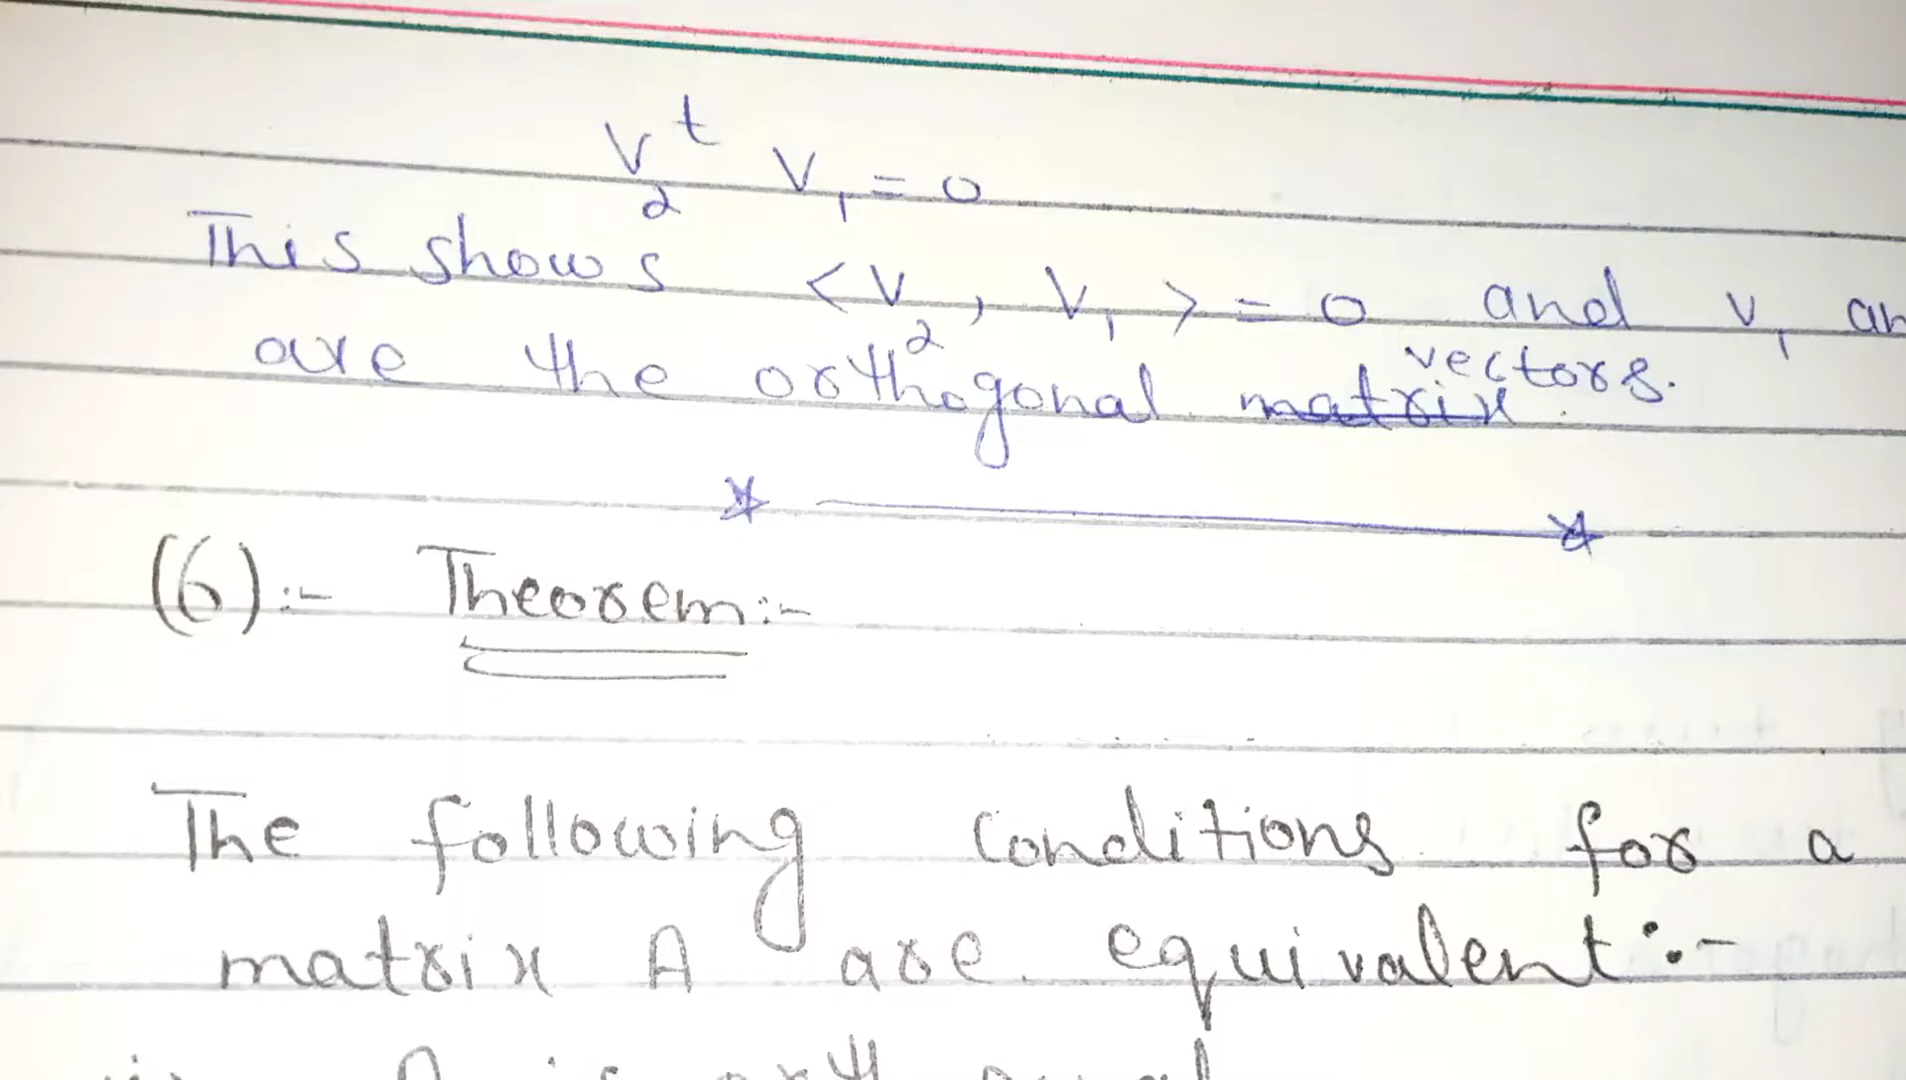 v₂ᵗ v₁ = 0
This shows <v₂, v₁> = 0 and v₁ an
are the orthogonal matrix vectors.
(6):- Theorem:-
The following conditions for a
matrix A are equivalent:-